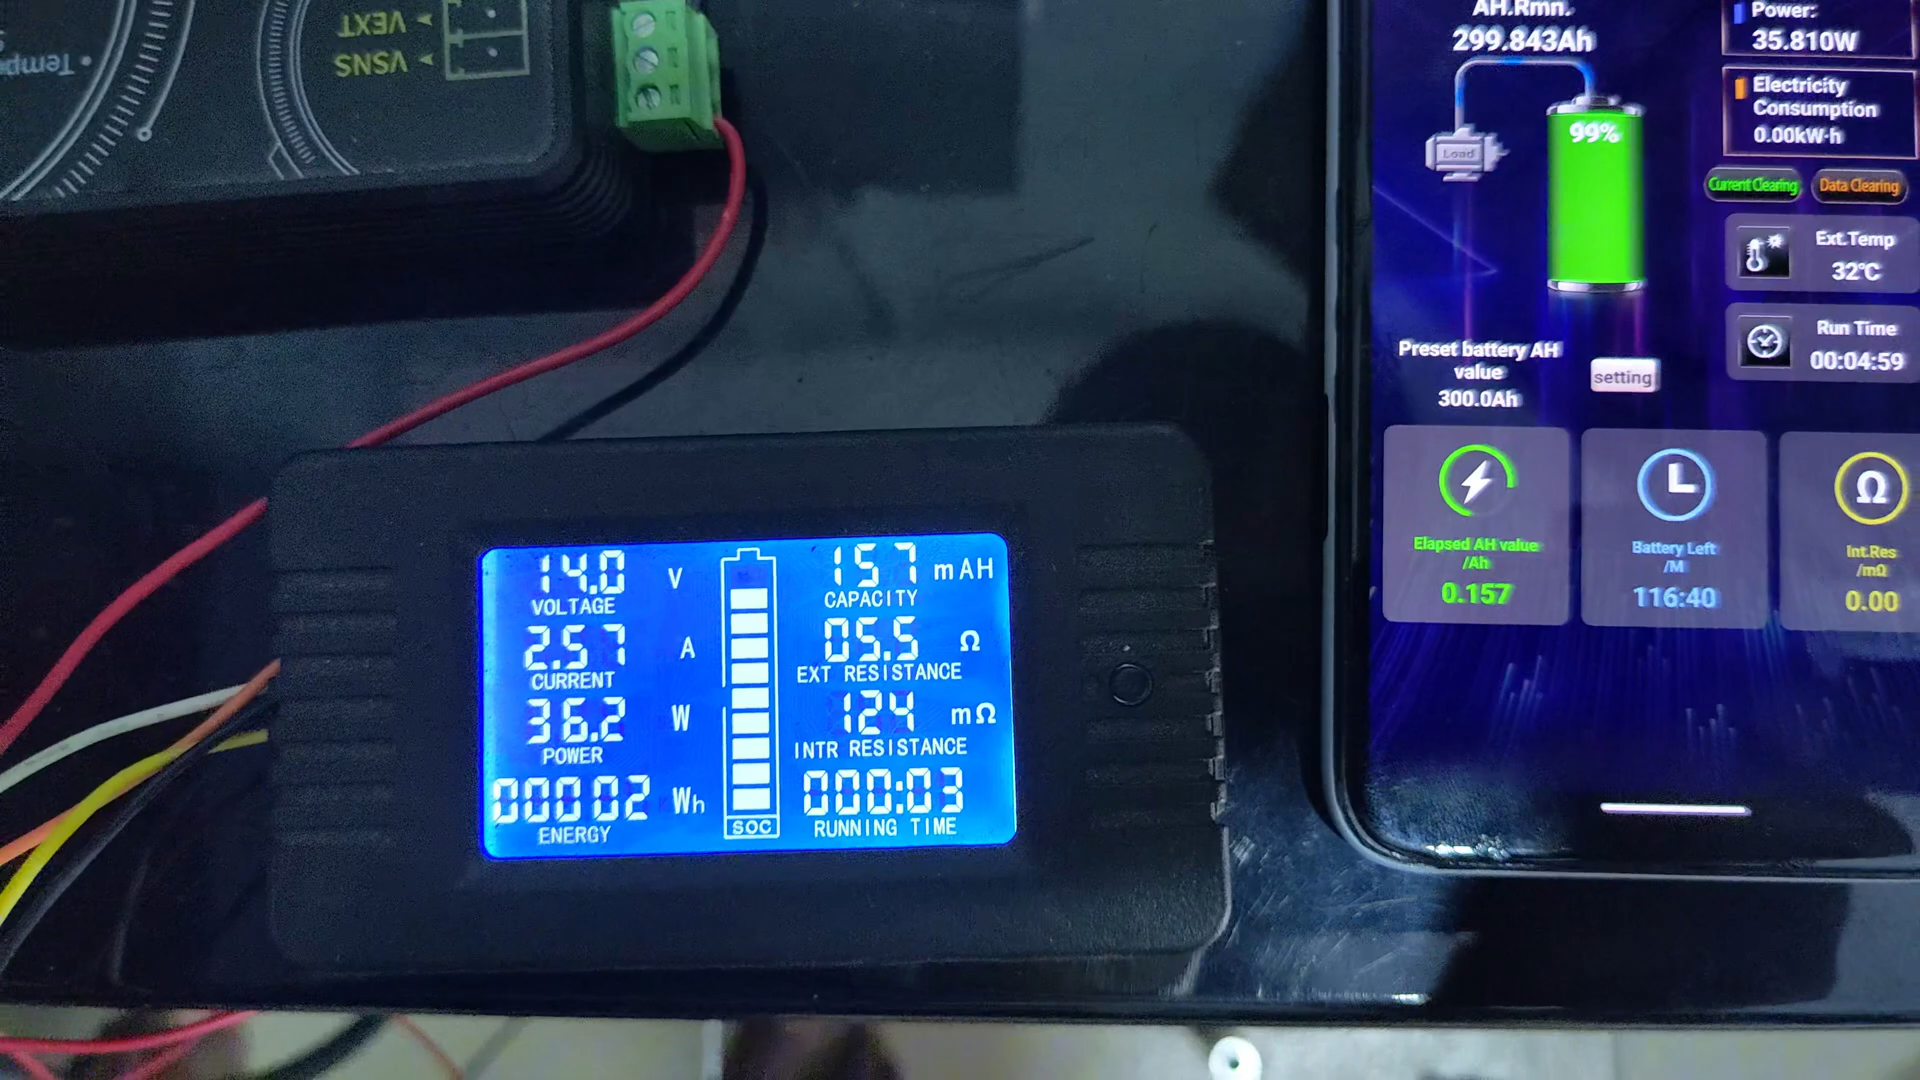 VEXT
VSNS
• Temp
14.0 V
VOLTAGE
2.57 A
CURRENT
36.2 W
POWER
00002 Wh
ENERGY
SOC
157 mAH
CAPACITY
05.5 Ω
EXT RESISTANCE
124 mΩ
INTR RESISTANCE
000:03
RUNNING TIME
AH.Rmn.
299.843Ah
Load
99%
Power:
35.810W
Electricity
Consumption
0.00kW·h
Current Clearing
Data Clearing
Ext.Temp
32℃
Run Time
00:04:59
Preset battery AH
value
300.0Ah
setting
Elapsed AH value
/Ah
0.157
Battery Left
/M
116:40
Ω
Int.Res
/mΩ
0.00